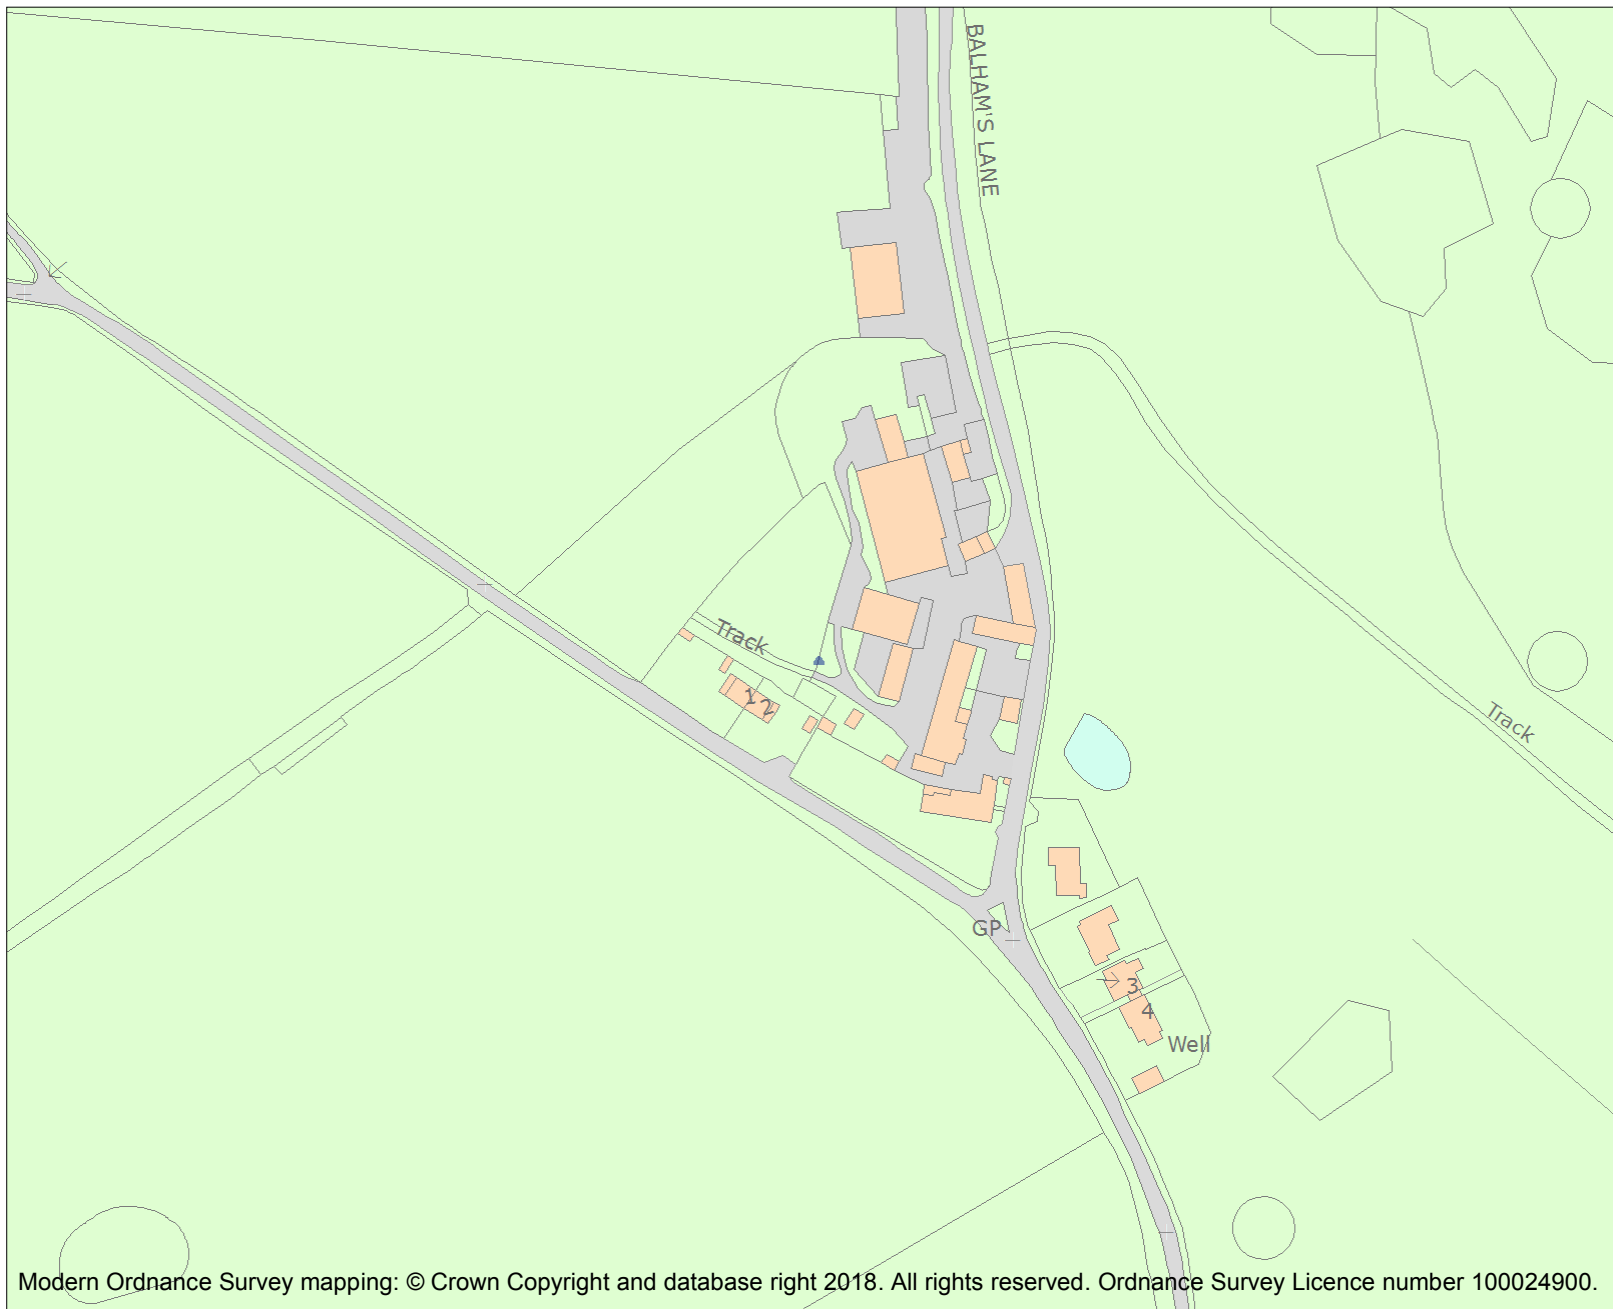 BALHAM'S LANE
Track
1
2
Track
GP
3
4
Well
Modern Ordnance Survey mapping: © Crown Copyright and database right 2018. All rights reserved. Ordnance Survey Licence number 100024900.